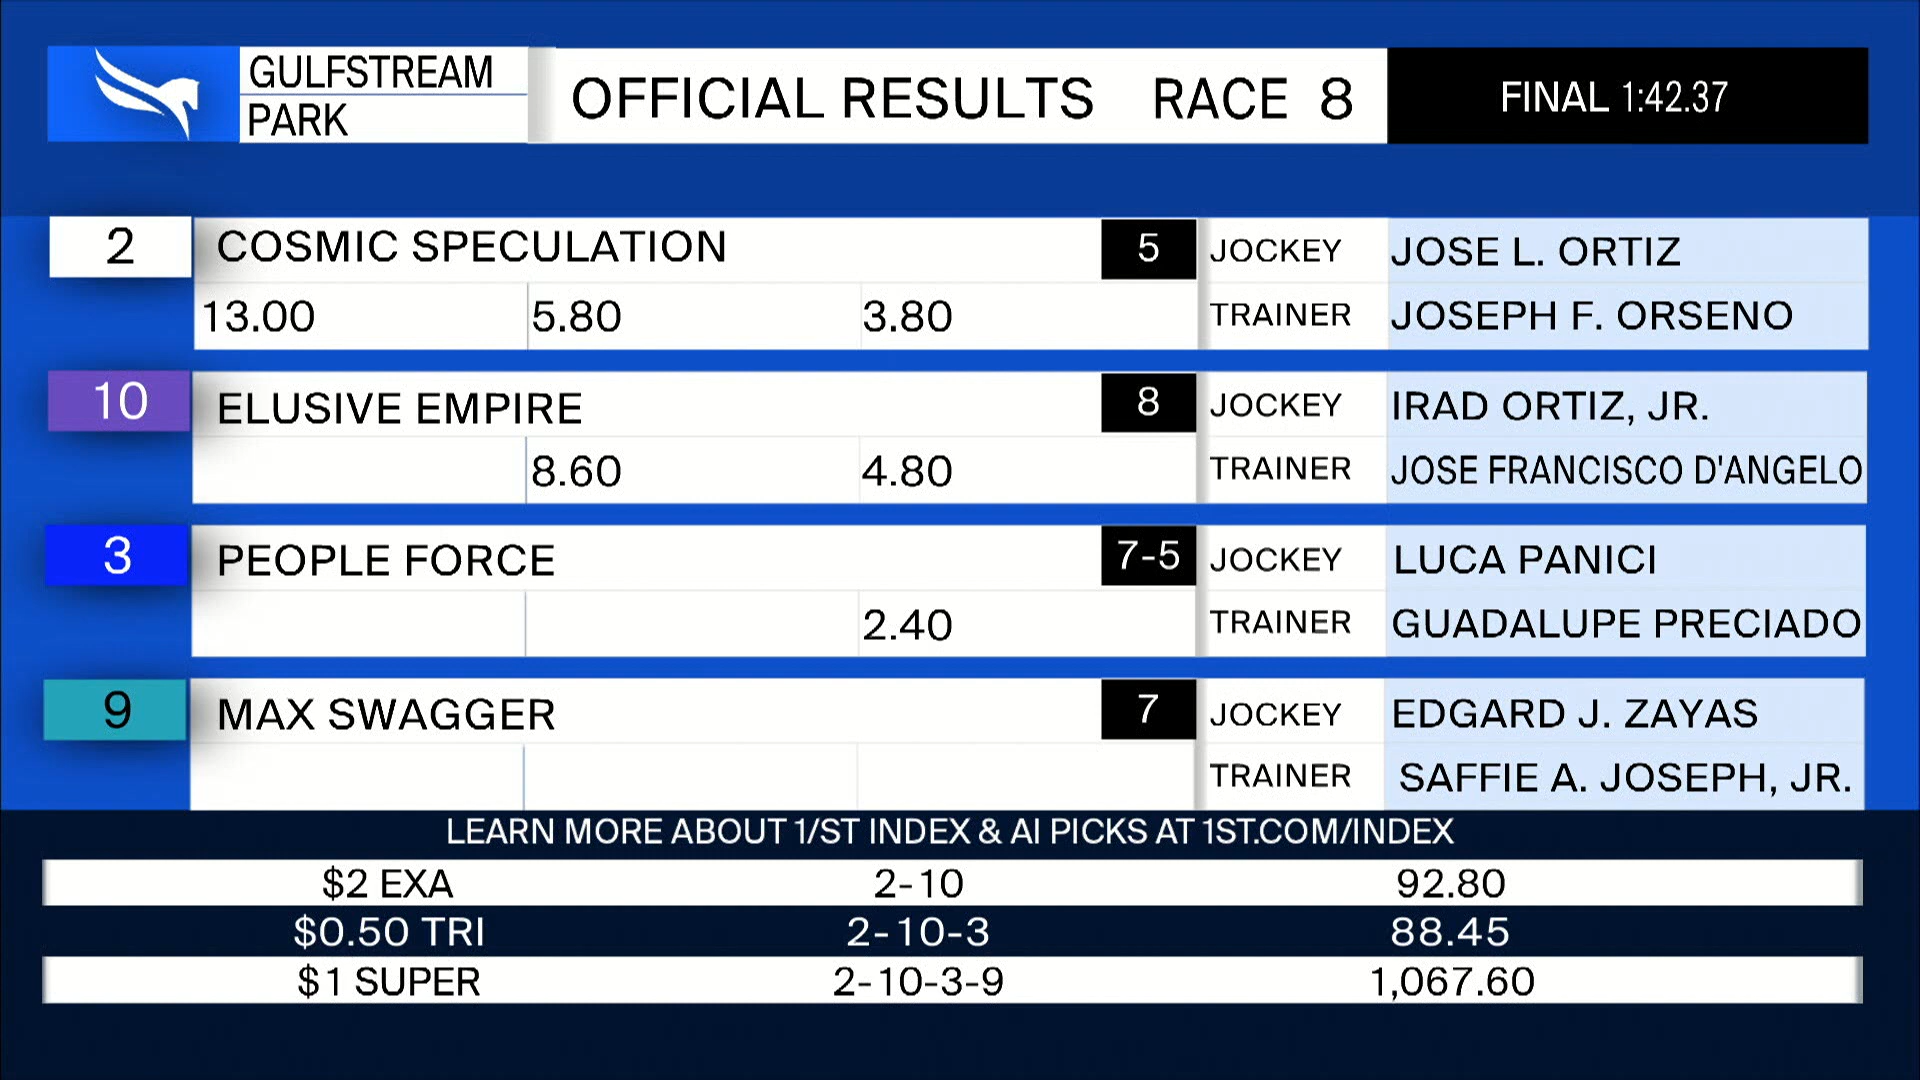 GULFSTREAM
PARK
OFFICIAL RESULTS RACE 8
FINAL 1:42.37
2 COSMIC SPECULATION 5 JOCKEY JOSE L. ORTIZ
13.00 5.80 3.80 TRAINER JOSEPH F. ORSENO
10 ELUSIVE EMPIRE 8 JOCKEY IRAD ORTIZ, JR.
8.60 4.80 TRAINER JOSE FRANCISCO D'ANGELO
3 PEOPLE FORCE 7-5 JOCKEY LUCA PANICI
2.40 TRAINER GUADALUPE PRECIADO
9 MAX SWAGGER 7 JOCKEY EDGARD J. ZAYAS
TRAINER SAFFIE A. JOSEPH, JR.
LEARN MORE ABOUT 1/ST INDEX & AI PICKS AT 1ST.COM/INDEX
$2 EXA 2-10 92.80
$0.50 TRI 2-10-3 88.45
$1 SUPER 2-10-3-9 1,067.60